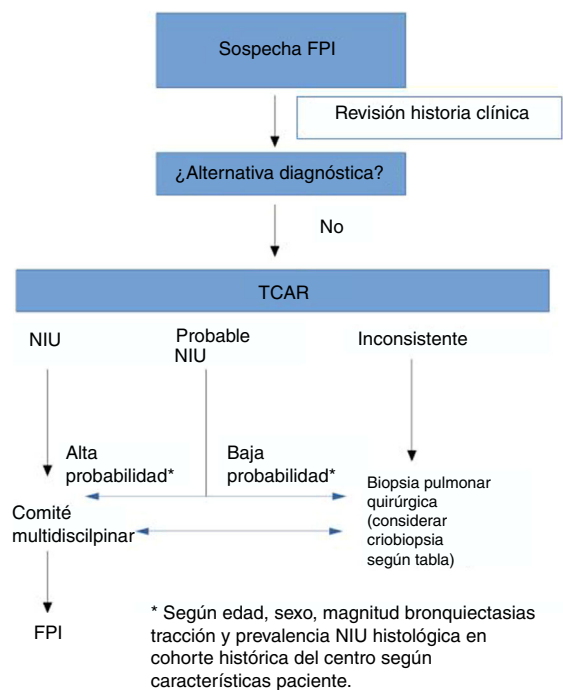 Sospecha FPI
Revisión historia clínica
¿Alternativa diagnóstica?
No
TCAR
NIU
Probable
NIU
Inconsistente
Alta
probabilidad*
Baja
probabilidad*
Comité
multidiscilpinar
Biopsia pulmonar
quirúrgica
(considerar
criobiopsia
según tabla)
FPI
* Según edad, sexo, magnitud bronquiectasias
tracción y prevalencia NIU histológica en
cohorte histórica del centro según
características paciente.